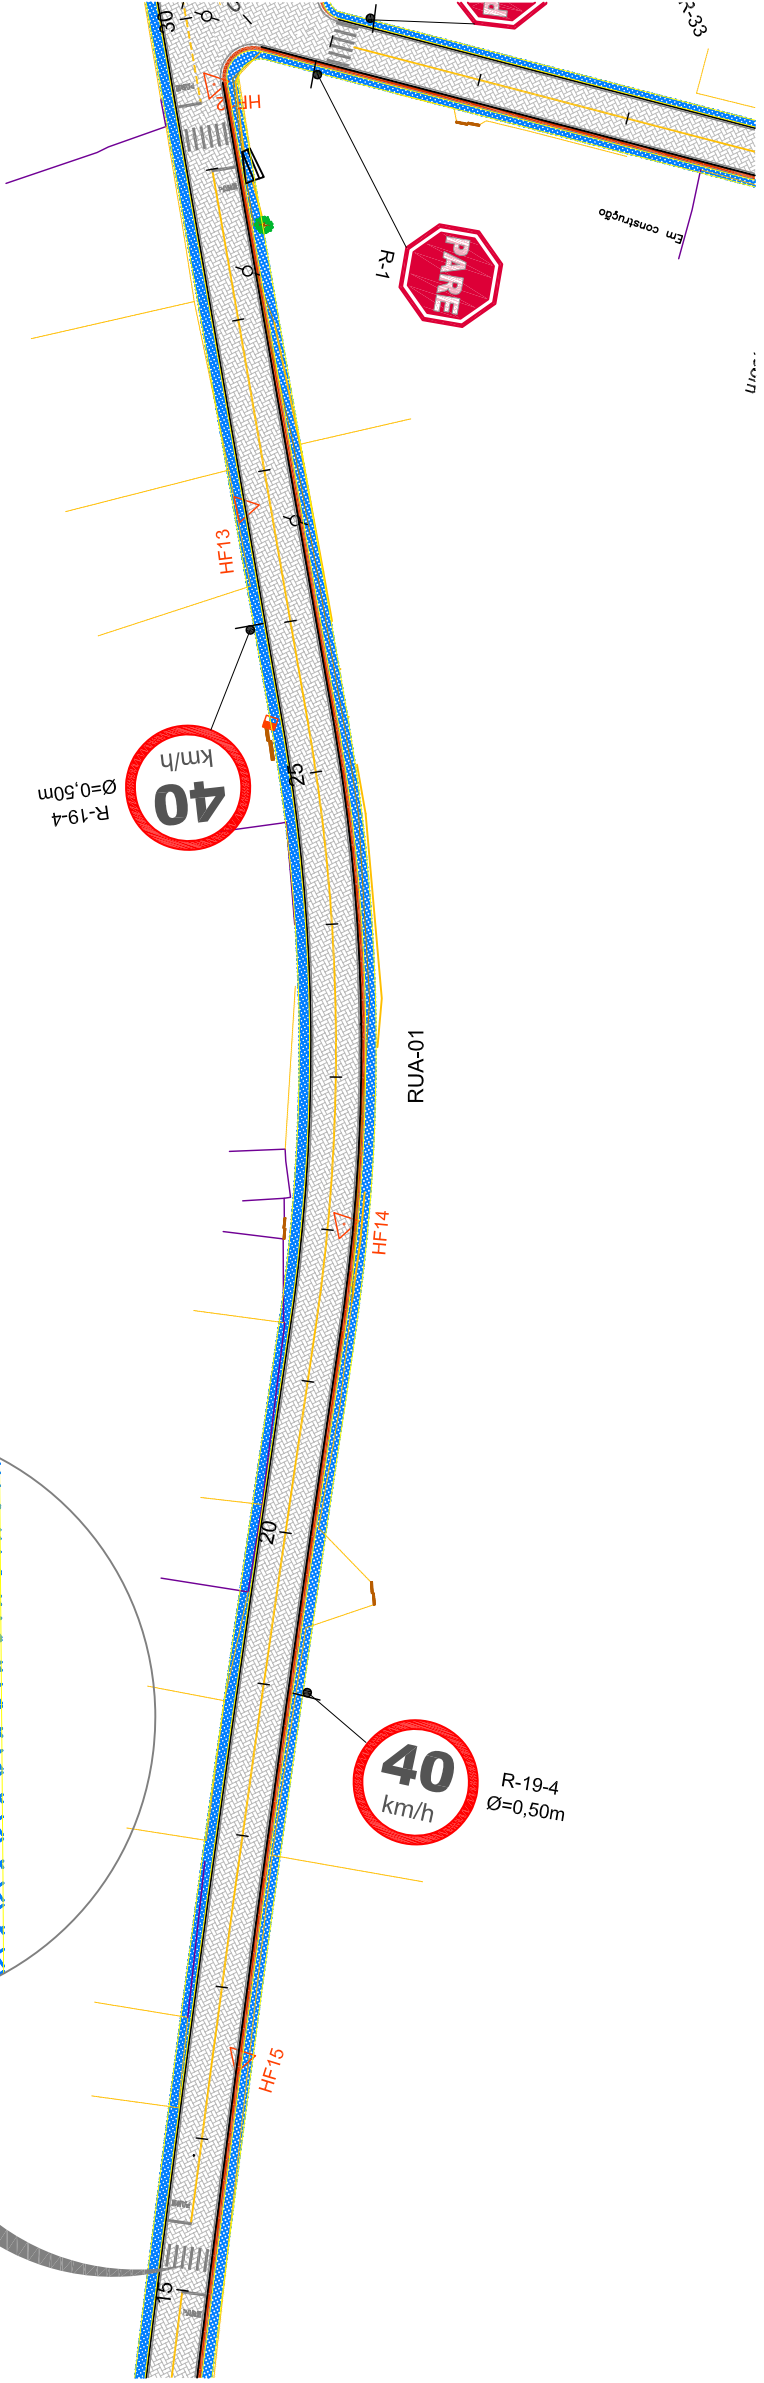 30
R-33
HF12
Em construção
R-1
PARE
HF13
40
km/h
R-19-4
Ø=0,50m
25
RUA-01
HF14
20
40
km/h
R-19-4
Ø=0,50m
HF15
15